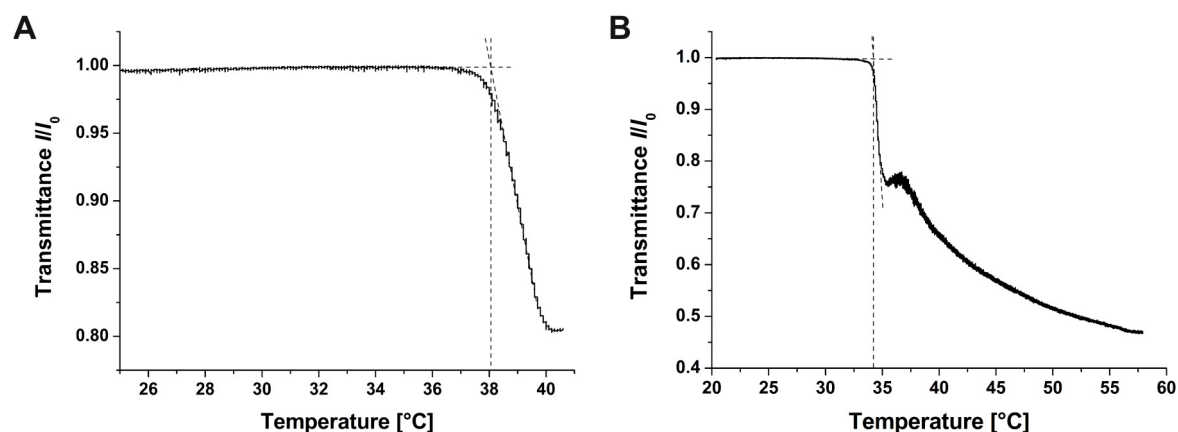 A
Transmittance I/I0
1.00
0.95
0.90
0.85
0.80
26 28 30 32 34 36 38 40
Temperature [°C]
B
Transmittance I/I0
1.0
0.9
0.8
0.7
0.6
0.5
0.4
20 25 30 35 40 45 50 55 60
Temperature [°C]